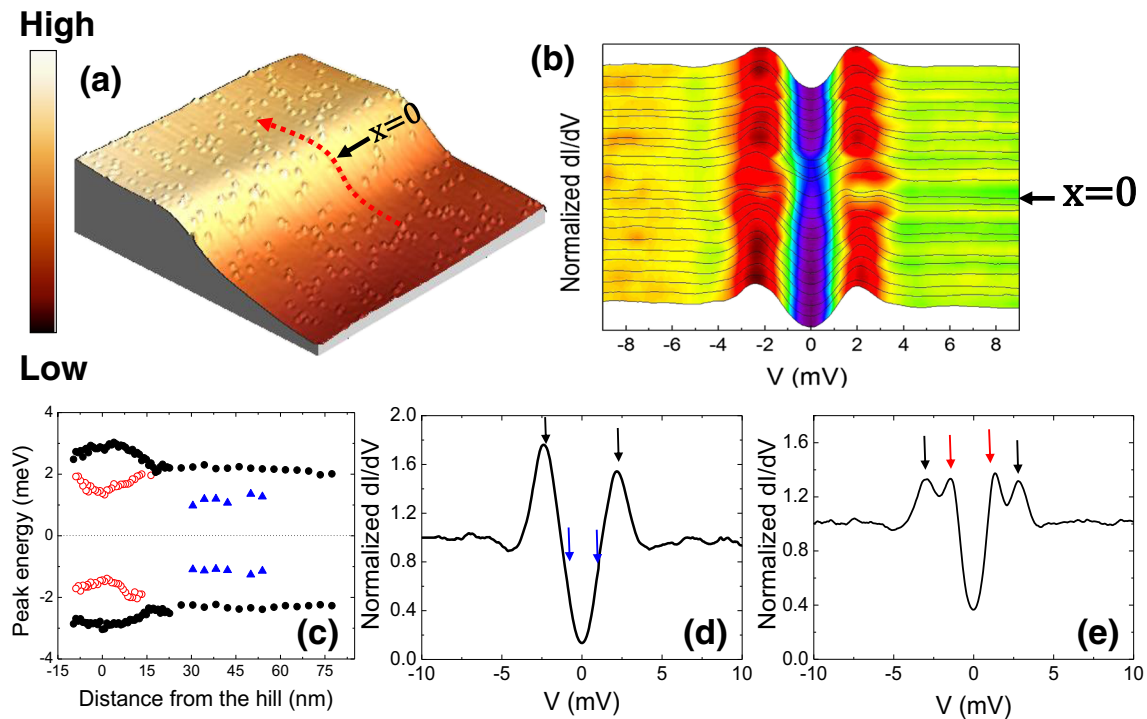 High
(a)
x=0
Low
(b)
Normalized dI/dV
x=0
-8 -6 -4 -2 0 2 4 6 8
V (mV)
4
2
0
-2
-4
Peak energy (meV)
-15 0 15 30 45 60 75
Distance from the hill (nm)
(c)
2.0
1.6
1.2
0.8
0.4
0.0
Normalized dI/dV
-10 -5 0 5 10
V (mV)
(d)
1.6
1.2
0.8
0.4
0.0
Normalized dI/dV
-10 -5 0 5 10
V (mV)
(e)